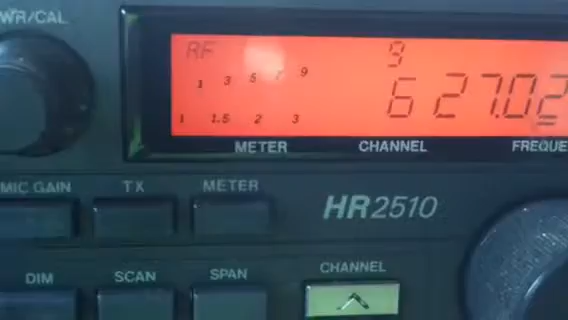 WR/CAL
RF 9
1 3 5 7 9
6 27.02
1 1.5 2 3
METER CHANNEL FREQUE
MIC GAIN TX METER
HR2510
DIM SCAN SPAN CHANNEL